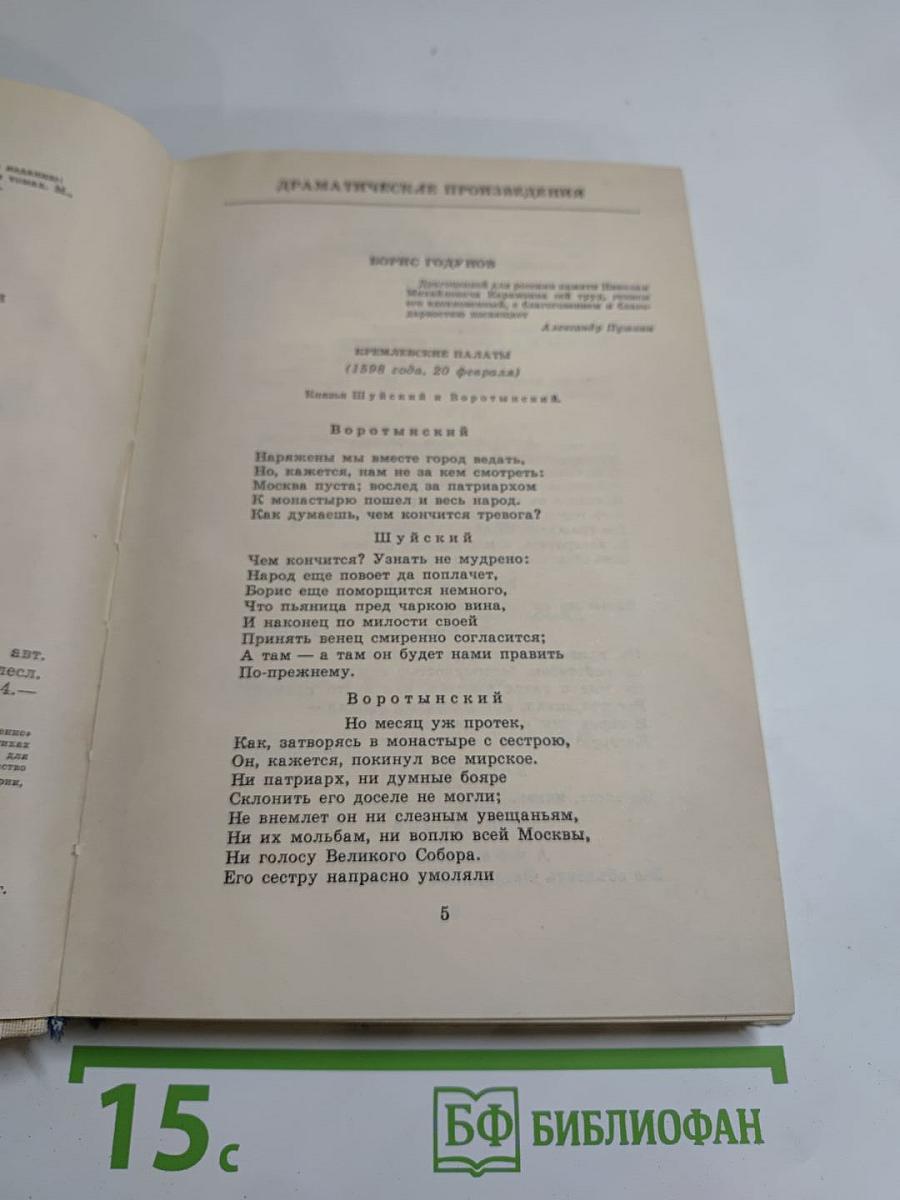 издание:
томах. М.,
авт.
4.—
для
ДРАМАТИЧЕСКИЕ ПРОИЗВЕДЕНИЯ
БОРИС ГОДУНОВ
Драгоценной для россиян памяти Николая
Михайловича Карамзина сей труд, гением
его вдохновенный, с благоговением и благо-
дарностию посвящает
Александр Пушкин
КРЕМЛЕВСКИЕ ПАЛАТЫ
(1598 года, 20 февраля)
Князья Шуйский и Воротынский.
Воротынский
Наряжены мы вместе город ведать,
Но, кажется, нам не за кем смотреть:
Москва пуста; вослед за патриархом
К монастырю пошел и весь народ.
Как думаешь, чем кончится тревога?
Шуйский
Чем кончится? Узнать не мудрено:
Народ еще повоет да поплачет,
Борис еще поморщится немного,
Что пьяница пред чаркою вина,
И наконец по милости своей
Принять венец смиренно согласится;
А там — а там он будет нами править
По-прежнему.
Воротынский
Но месяц уж протек,
Как, затворясь в монастыре с сестрою,
Он, кажется, покинул все мирское.
Ни патриарх, ни думные бояре
Склонить его доселе не могли;
Не внемлет он ни слезным увещаньям,
Ни их мольбам, ни воплю всей Москвы,
Ни голосу Великого Собора.
Его сестру напрасно умоляли
5
15 с
БФ БИБЛИОФАН